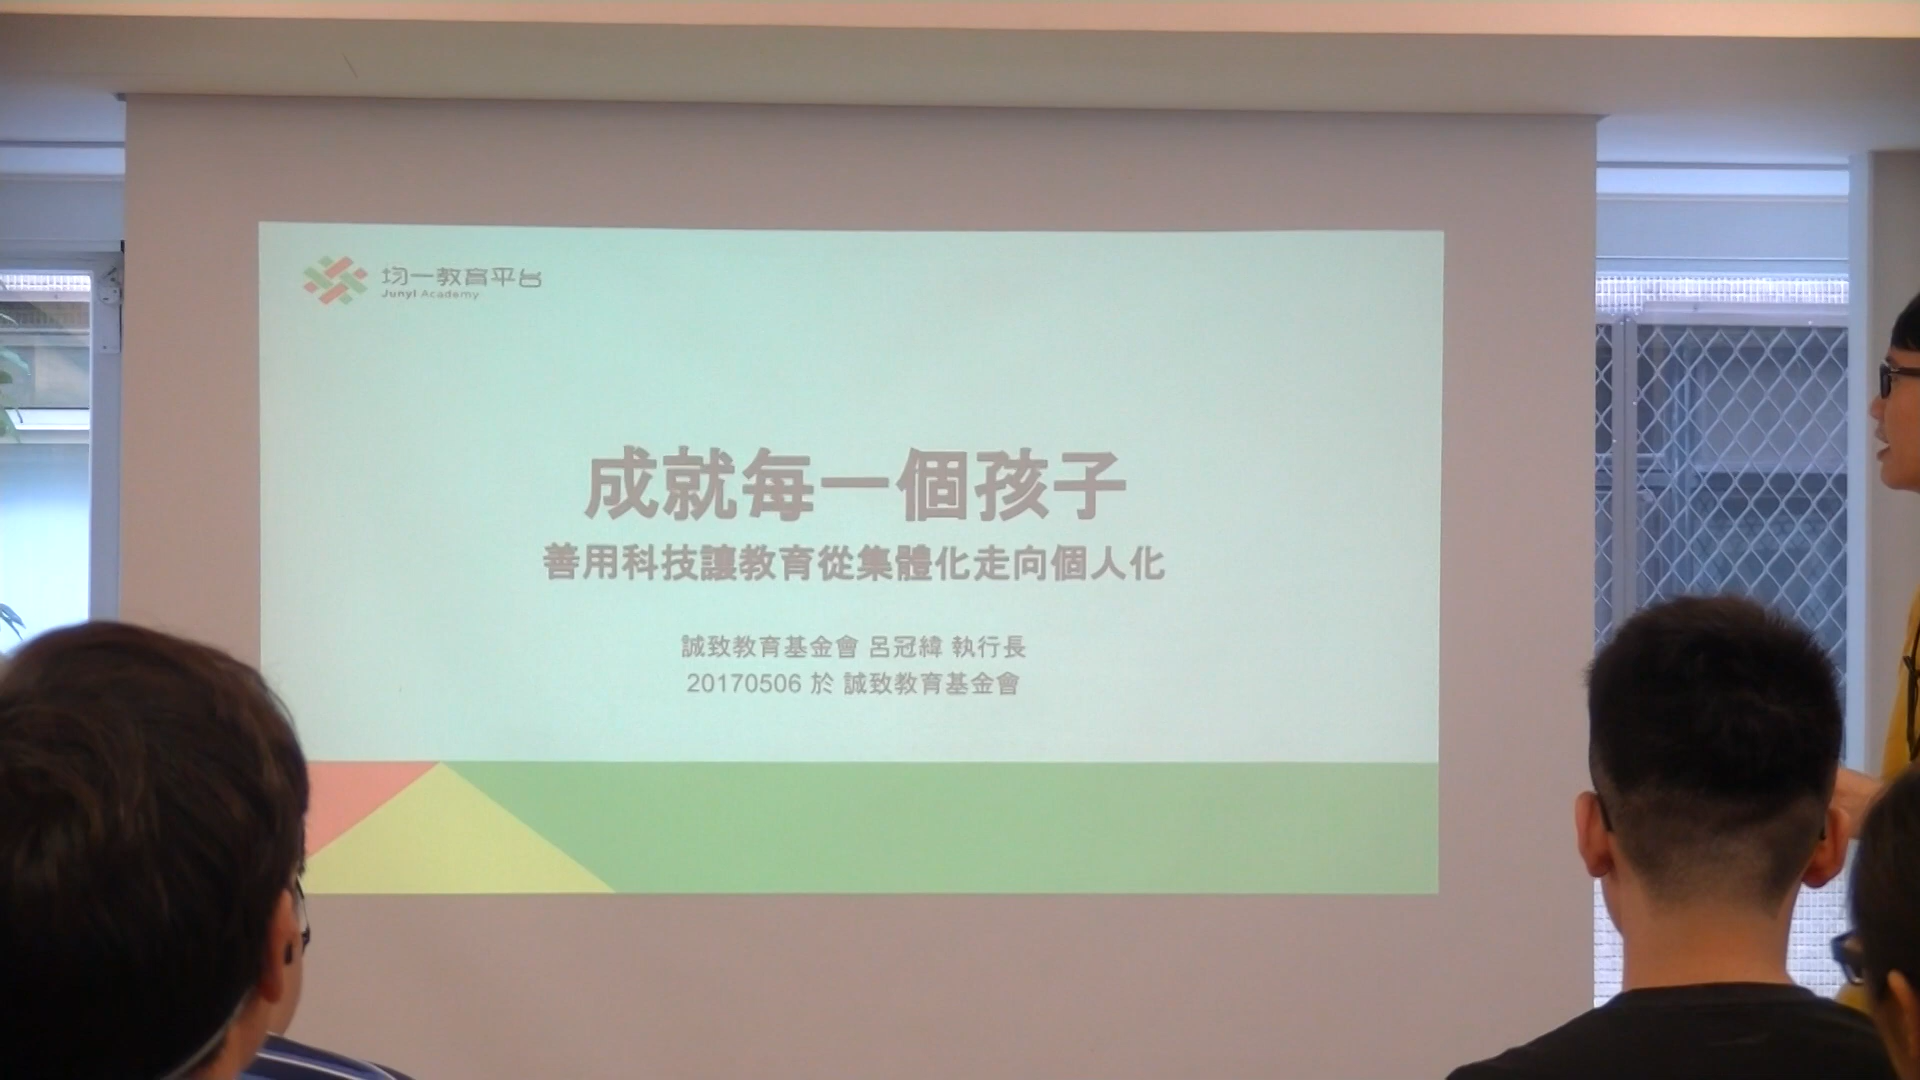 均一教育平台
Junyi Academy
成就每一個孩子
善用科技讓教育從集體化走向個人化
誠致教育基金會 呂冠緯 執行長
20170506 於 誠致教育基金會